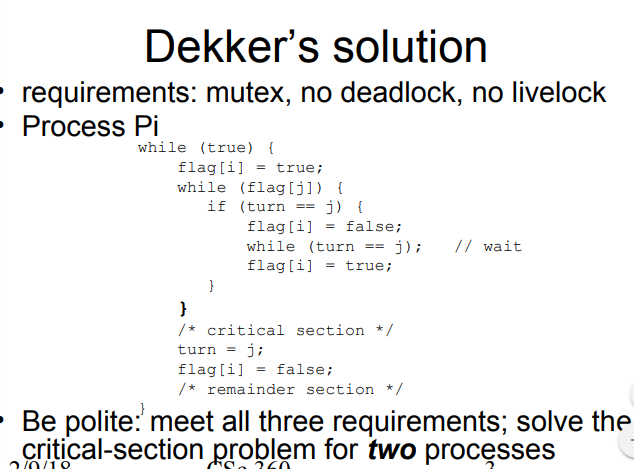 Dekker’s solution
• requirements: mutex, no deadlock, no livelock
• Process Pi
while (true) {
flag[i] = true;
while (flag[j]) {
if (turn == j) {
flag[i] = false;
while (turn == j); // wait
flag[i] = true;
}
}
/* critical section */
turn = j;
flag[i] = false;
/* remainder section */
}
• Be polite: meet all three requirements; solve the
critical-section problem for two processes
2/9/18 CSc 360 3